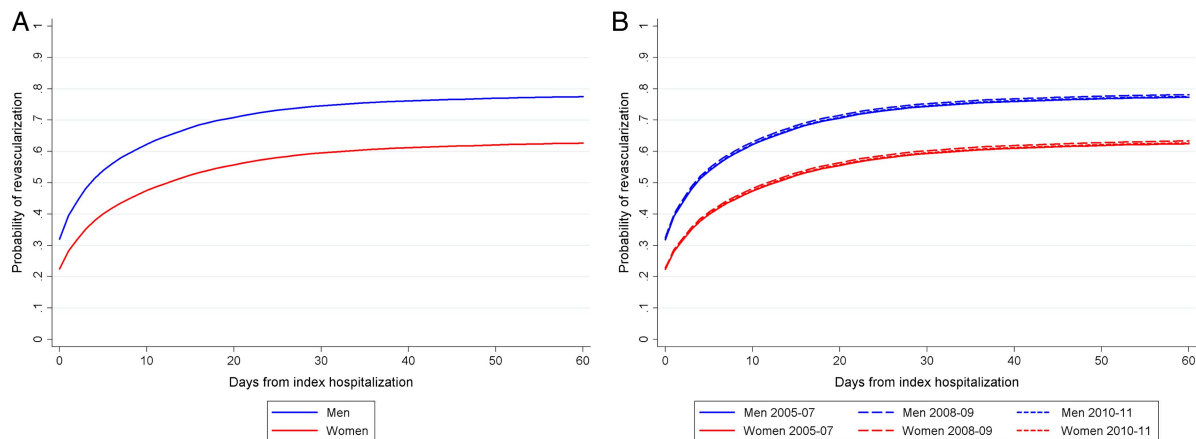 A
Probability of revascularization
1
.9
.8
.7
.6
.5
.4
.3
.2
.1
0
0 10 20 30 40 50 60
Days from index hospitalization
Men
Women
B
Probability of revascularization
1
.9
.8
.7
.6
.5
.4
.3
.2
.1
0
0 10 20 30 40 50 60
Days from index hospitalization
Men 2005-07 Men 2008-09 Men 2010-11
Women 2005-07 Women 2008-09 Women 2010-11